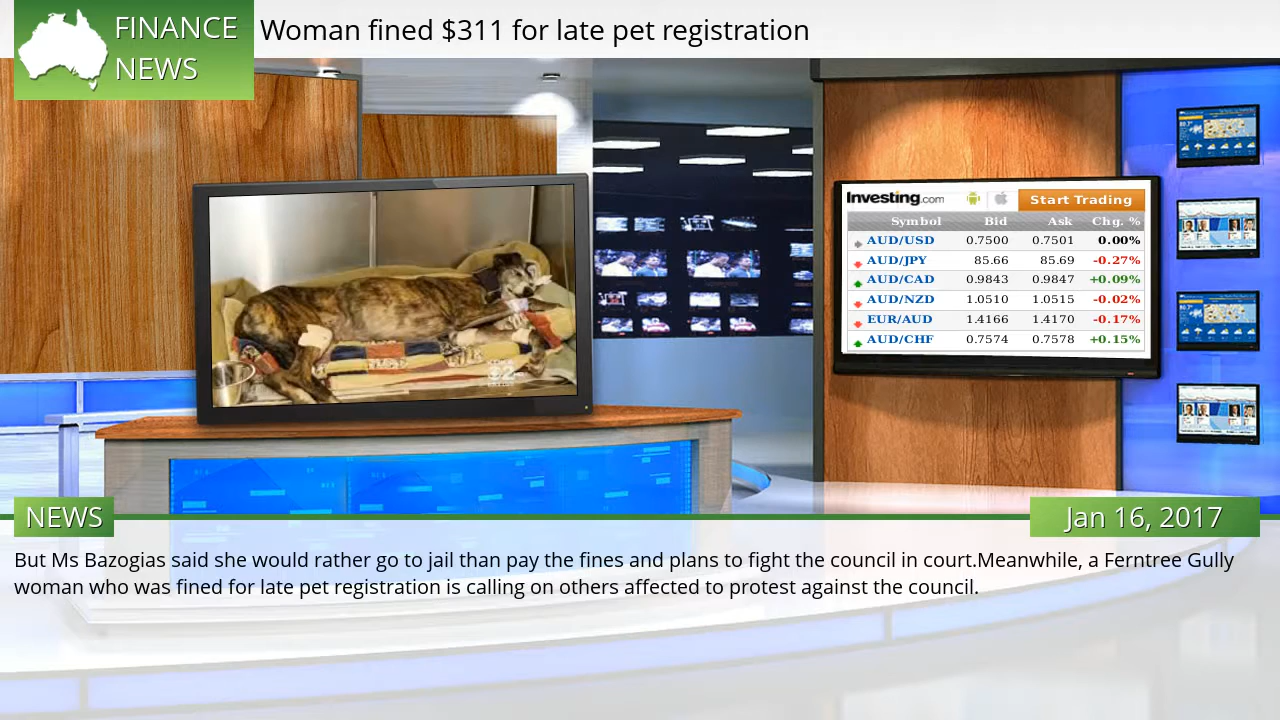 FINANCE
NEWS
Woman fined $311 for late pet registration
Investing.com
Start Trading
Symbol Bid Ask Chg. %
AUD/USD 0.7500 0.7501 0.00%
AUD/JPY 85.66 85.69 -0.27%
AUD/CAD 0.9843 0.9847 +0.09%
AUD/NZD 1.0510 1.0515 -0.02%
EUR/AUD 1.4166 1.4170 -0.17%
AUD/CHF 0.7574 0.7578 +0.15%
NEWS
Jan 16, 2017
But Ms Bazogias said she would rather go to jail than pay the fines and plans to fight the council in court.Meanwhile, a Ferntree Gully
woman who was fined for late pet registration is calling on others affected to protest against the council.